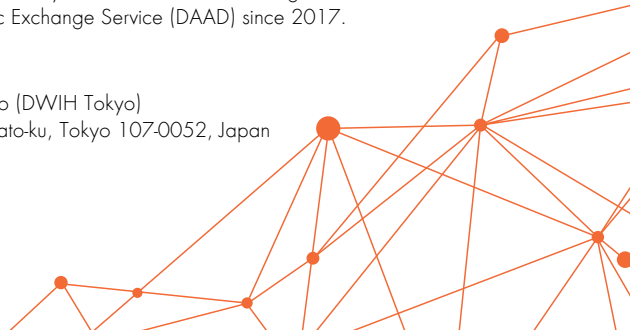 c Exchange Service (DAAD) since 2017.
o (DWIH Tokyo)
ato-ku, Tokyo 107-0052, Japan